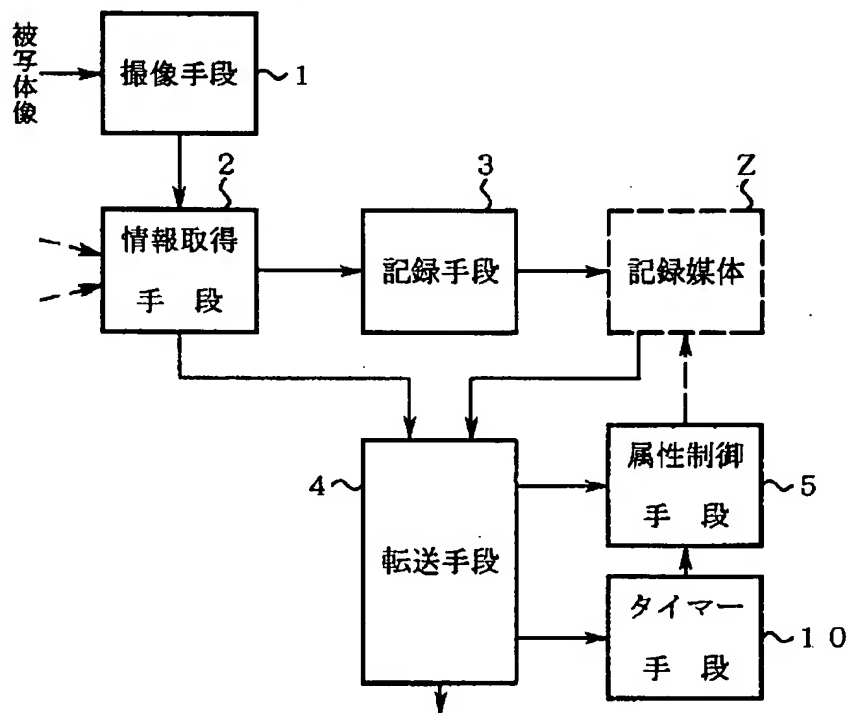 被写体像
撮像手段
1
2
情報取得
手 段
3
記録手段
Z
記録媒体
4
転送手段
属性制御
手 段
5
タイマー
手 段
10